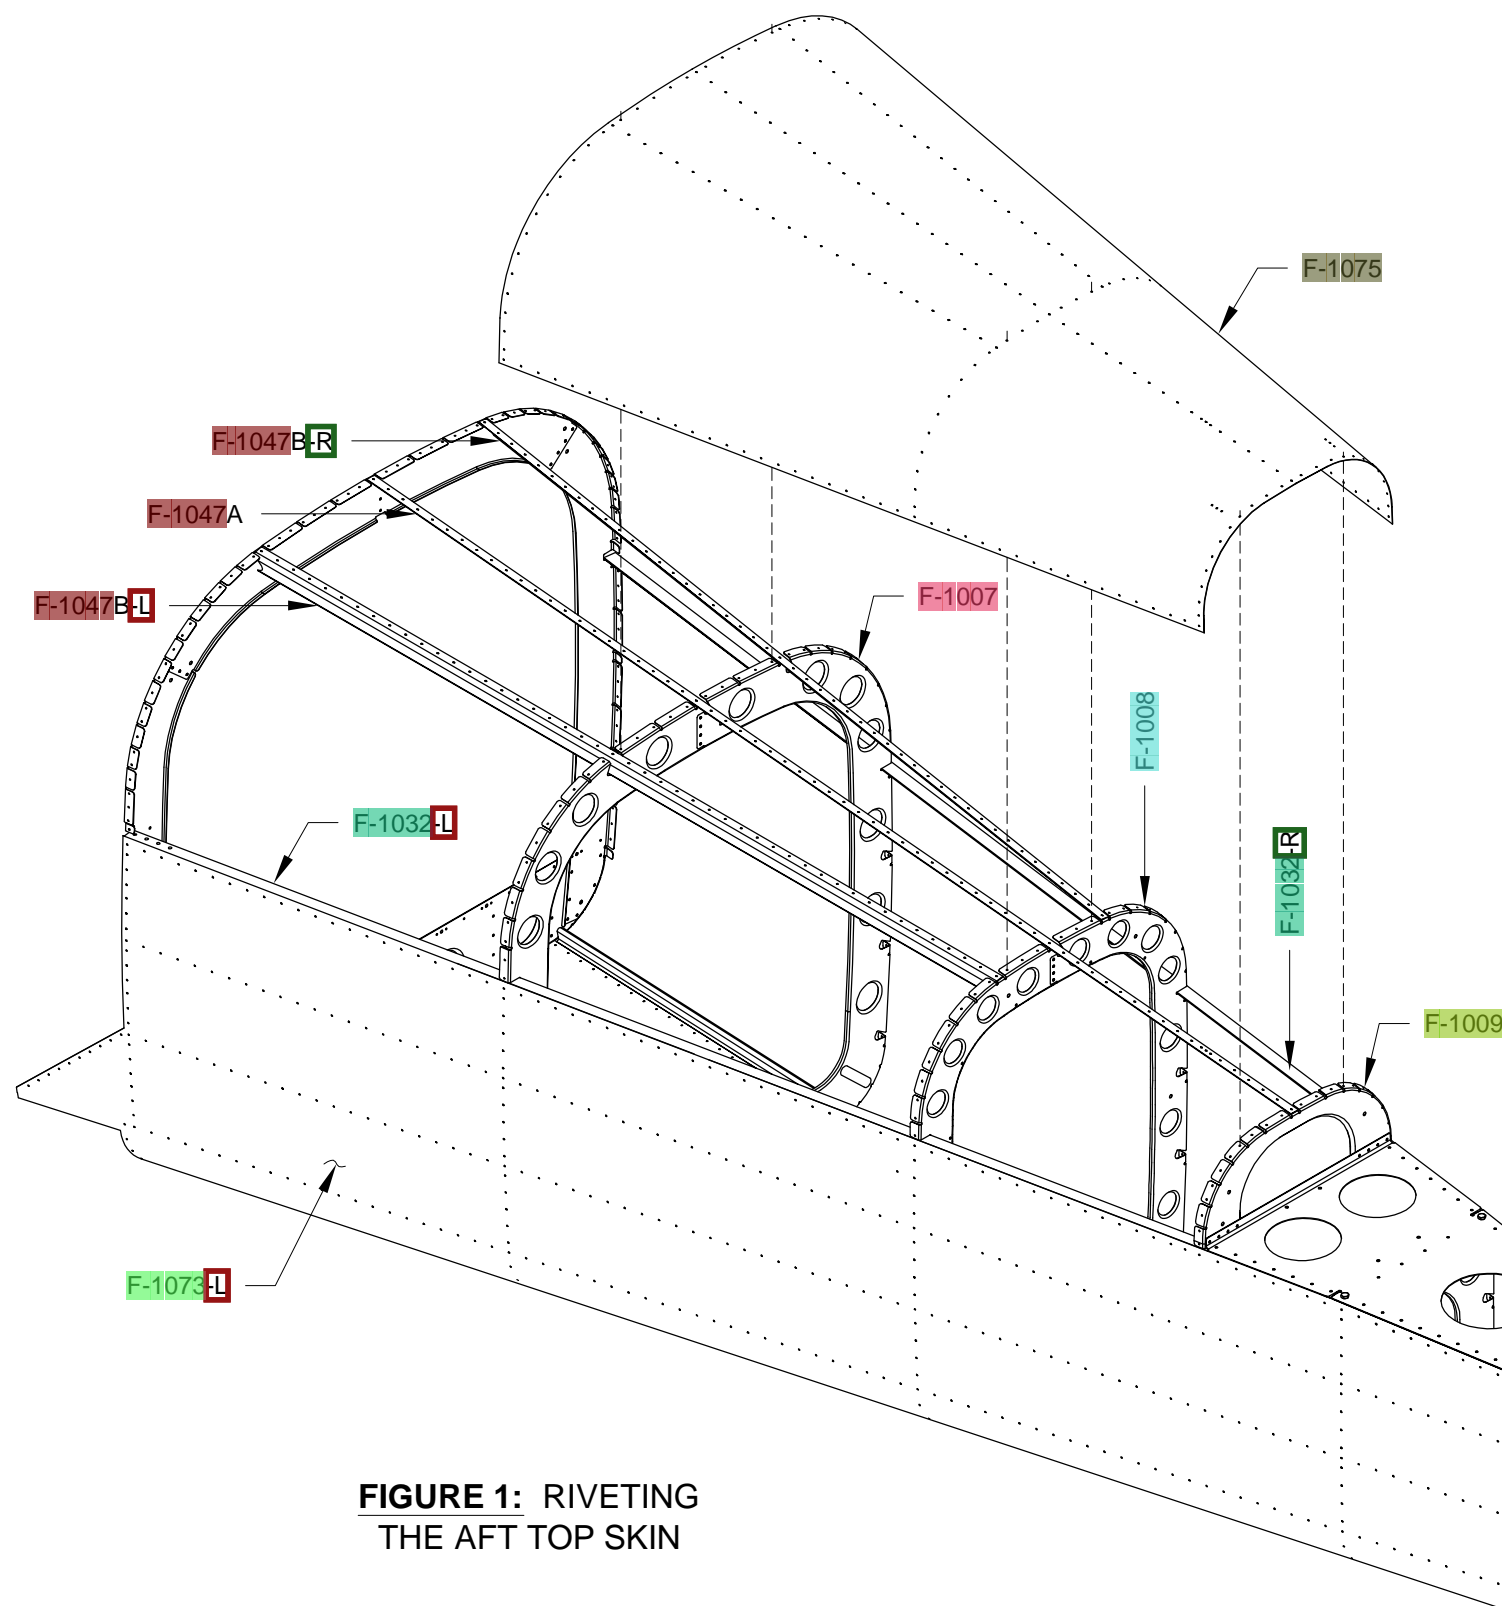 F-1075
F-1047B-R
F-1047A
F-1047B-L
F-1007
F-1008
F-1032-L
F-1032-R
F-1009
F-1073-L
FIGURE 1: RIVETING
THE AFT TOP SKIN